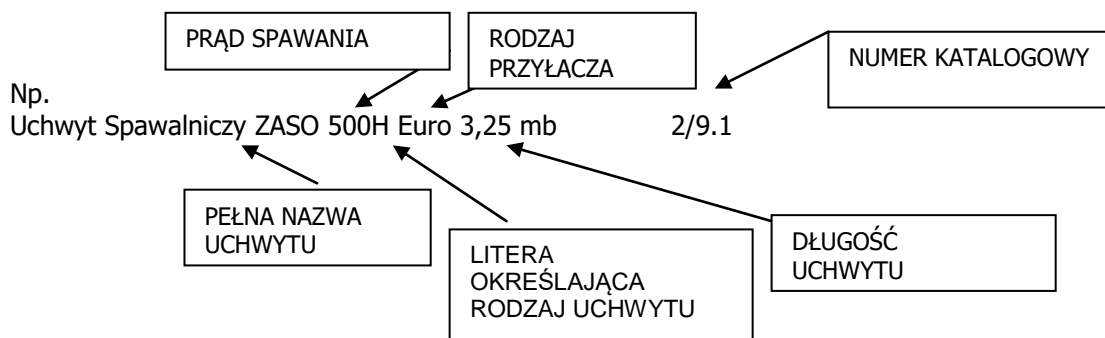 PRĄD SPAWANIA
RODZAJ
PRZYŁACZA
NUMER KATALOGOWY
Np.
Uchwyt Spawalniczy ZASO 500H Euro 3,25 mb 2/9.1
PEŁNA NAZWA
UCHWYTU
LITERA
OKREŚLAJĄCA
RODZAJ UCHWYTU
DŁUGOŚĆ
UCHWYTU